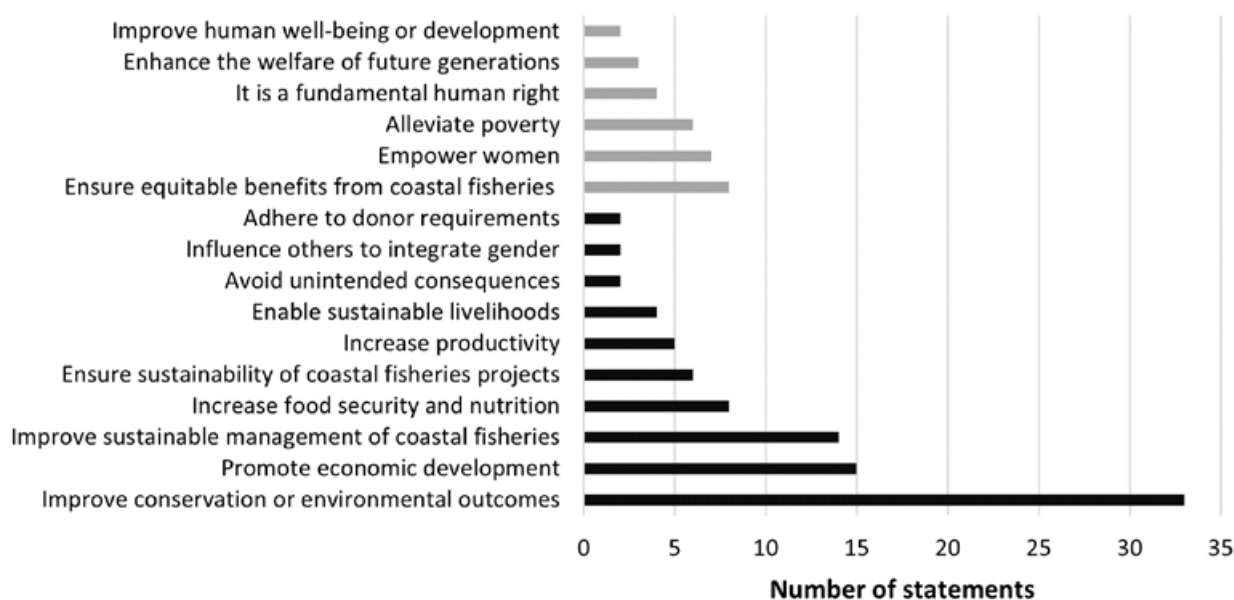 Improve human well-being or development
Enhance the welfare of future generations
It is a fundamental human right
Alleviate poverty
Empower women
Ensure equitable benefits from coastal fisheries
Adhere to donor requirements
Influence others to integrate gender
Avoid unintended consequences
Enable sustainable livelihoods
Increase productivity
Ensure sustainability of coastal fisheries projects
Increase food security and nutrition
Improve sustainable management of coastal fisheries
Promote economic development
Improve conservation or environmental outcomes
0 5 10 15 20 25 30 35
Number of statements